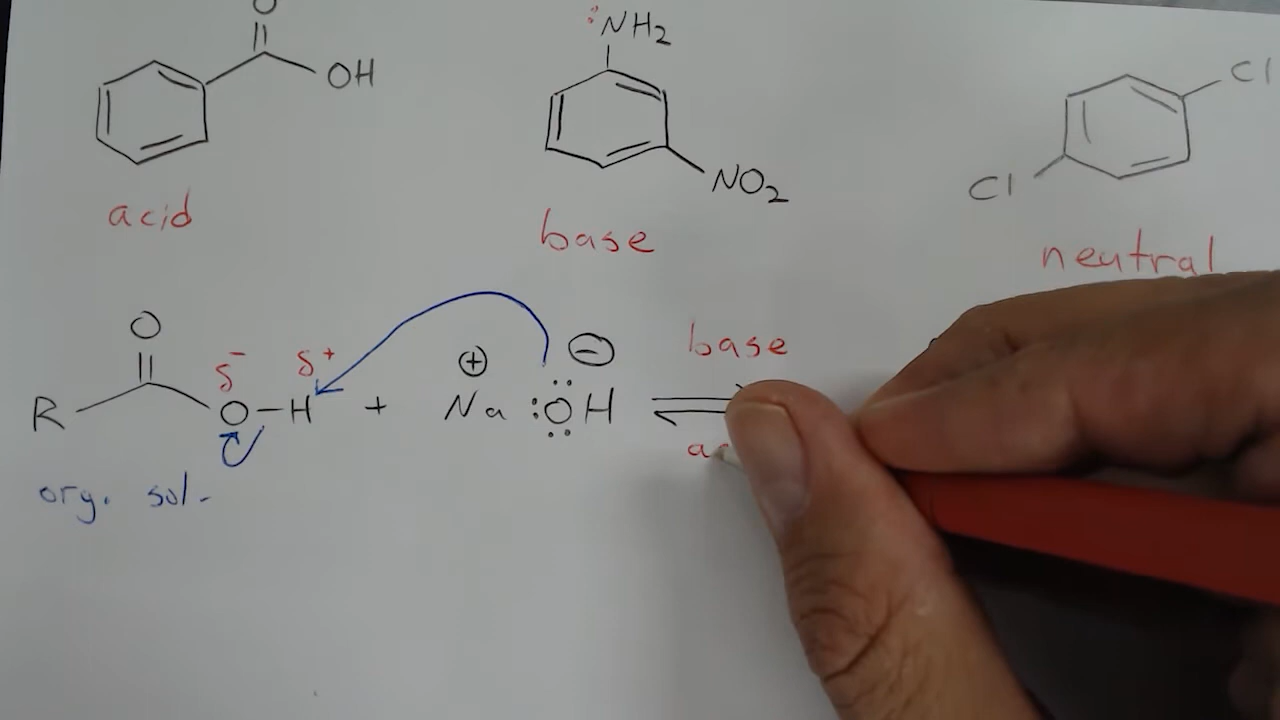 O
OH
acid
:NH2
NO2
base
Cl
Cl
neutral
O
R
δ-
O-H
δ+
+
⊕
Na
⊖
:OH
base
org. sol.